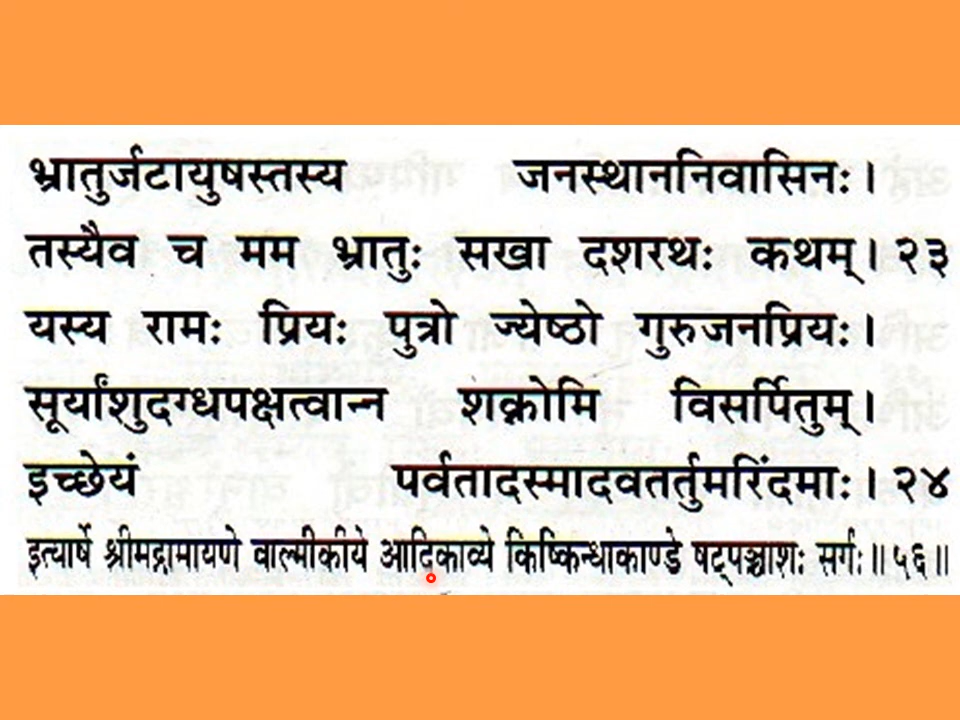 भ्रातुर्जटायुषस्तस्य जनस्थाननिवासिनः।
तस्यैव च मम भ्रातुः सखा दशरथः कथम्। २३
यस्य रामः प्रियः पुत्रो ज्येष्ठो गुरुजनप्रियः।
सूर्यांशुदग्धपक्षत्वान्न शक्नोमि विसर्पितुम्।
इच्छेयं पर्वतादस्मादवतर्तुमरिंदमाः। २४
इत्यार्षे श्रीमद्रामायणे वाल्मीकीये आदिकाव्ये किष्किन्धाकाण्डे षट्पञ्चाशः सर्गः॥५६॥